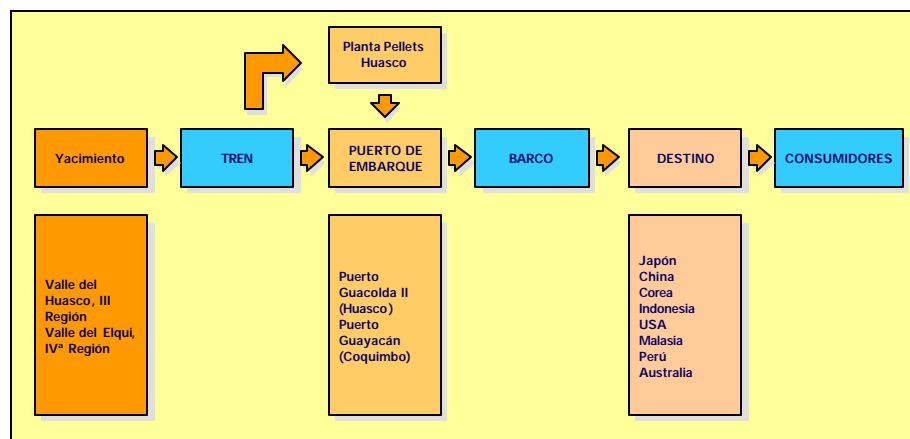 Planta Pellets
Huasco
Yacimiento
TREN
PUERTO DE
EMBARQUE
BARCO
DESTINO
CONSUMIDORES
Valle del
Huasco, III
Región
Valle del Elqui,
IVª Región
Puerto
Guacolda II
(Huasco)
Puerto
Guayacán
(Coquimbo)
Japón
China
Corea
Indonesia
USA
Malasia
Perú
Australia